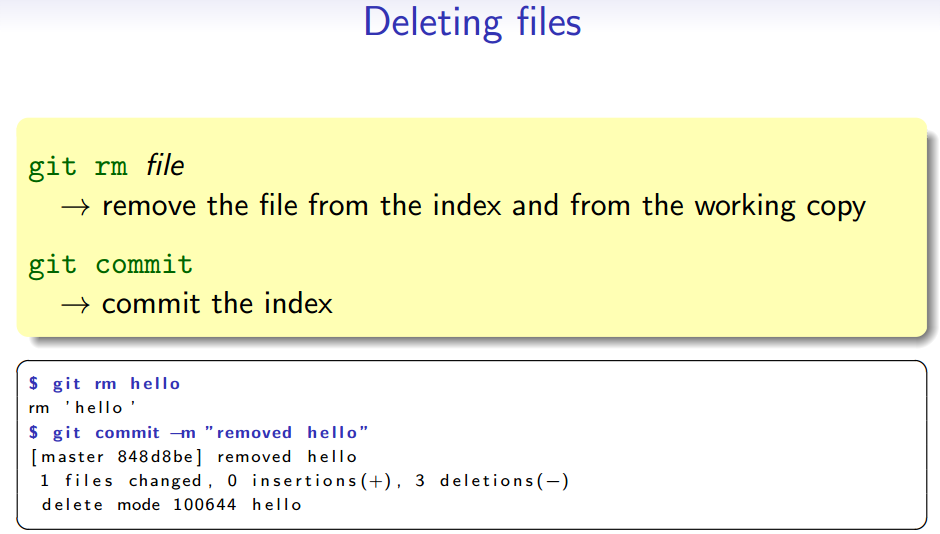 Deleting files
git rm file
→ remove the file from the index and from the working copy
git commit
→ commit the index
$ git rm hello
rm 'hello'
$ git commit -m "removed hello"
[master 848d8be] removed hello
1 files changed, 0 insertions(+), 3 deletions(-)
delete mode 100644 hello